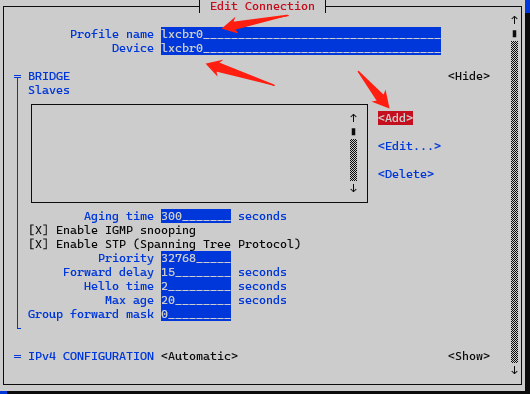 Edit Connection
Profile name lxcbr0
Device lxcbr0
BRIDGE <Hide>
Slaves
<Add>
<Edit...>
<Delete>
Aging time 300 seconds
[X] Enable IGMP snooping
[X] Enable STP (Spanning Tree Protocol)
Priority 32768
Forward delay 15 seconds
Hello time 2 seconds
Max age 20 seconds
Group forward mask 0
IPv4 CONFIGURATION <Automatic> <Show>